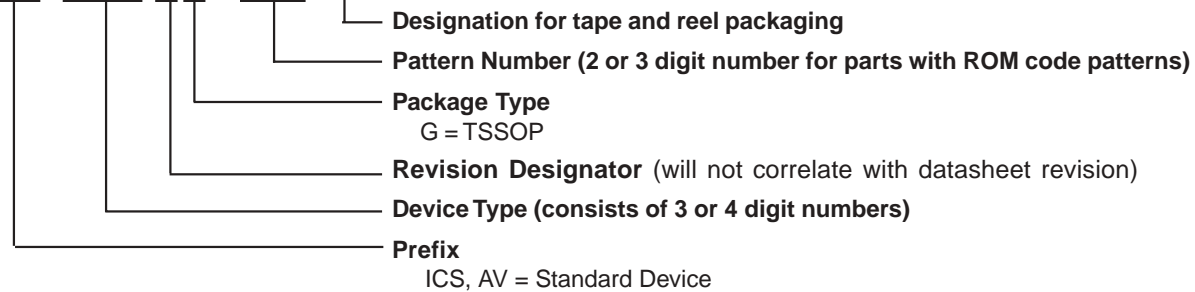 Designation for tape and reel packaging
Pattern Number (2 or 3 digit number for parts with ROM code patterns)
Package Type
G = TSSOP
Revision Designator (will not correlate with datasheet revision)
Device Type (consists of 3 or 4 digit numbers)
Prefix
ICS, AV = Standard Device